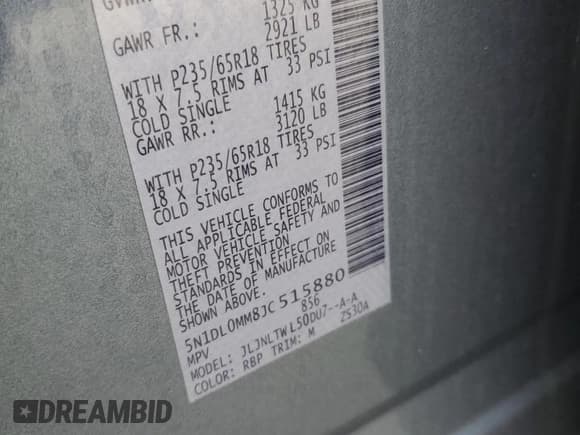 1325 KG
GAWR FR.: 2921 LB
WITH P235/65R18 TIRES
18 X 7.5 RIMS AT 33 PSI
COLD SINGLE
1415 KG
GAWR RR.: 3120 LB
WITH P235/65R18 TIRES
18 X 7.5 RIMS AT 33 PSI
COLD SINGLE
THIS VEHICLE CONFORMS TO
ALL APPLICABLE FEDERAL
MOTOR VEHICLE SAFETY AND
THEFT PREVENTION
STANDARDS IN EFFECT ON
THE DATE OF MANUFACTURE
SHOWN ABOVE.
5N1DL0MM8JC515880
MPV 856
MODEL: JLJNLTWL50DU7--A-A
COLOR: RBP TRIM: M ZS30A
DREAMBID